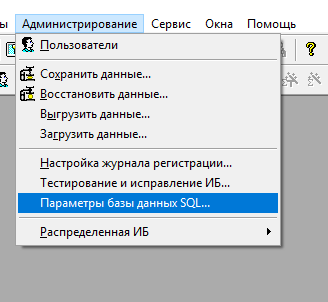 ы Администрирование Сервис Окна Помощь
Пользователи
Сохранить данные...
Восстановить данные...
Выгрузить данные...
Загрузить данные...
Настройка журнала регистрации...
Тестирование и исправление ИБ...
Параметры базы данных SQL...
Распределенная ИБ